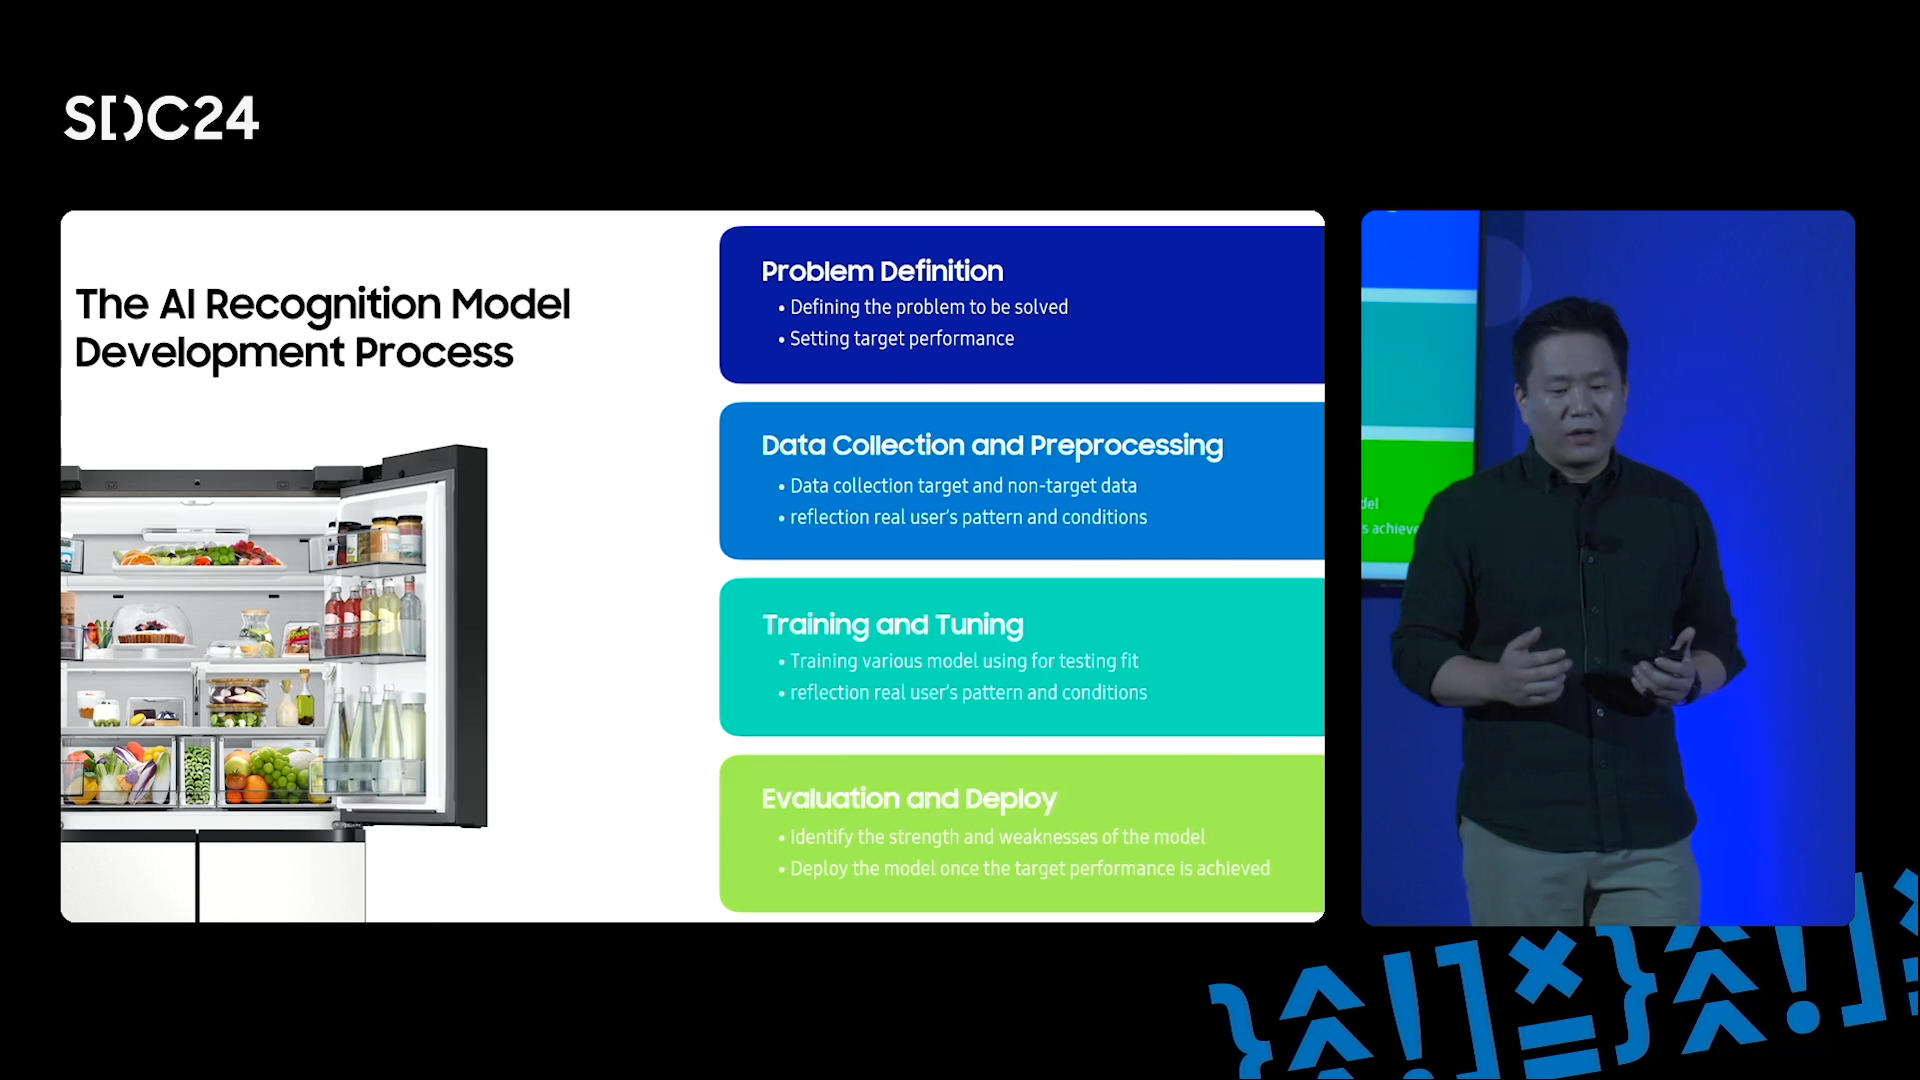 SDC24
The AI Recognition Model
Development Process
Problem Definition
• Defining the problem to be solved
• Setting target performance
Data Collection and Preprocessing
• Data collection target and non-target data
• reflection real user's pattern and conditions
Training and Tuning
• Training various model using for testing fit
• reflection real user's pattern and conditions
Evaluation and Deploy
• Identify the strength and weaknesses of the model
• Deploy the model once the target performance is achieved
del
s achieve
}^!]×=}^!]